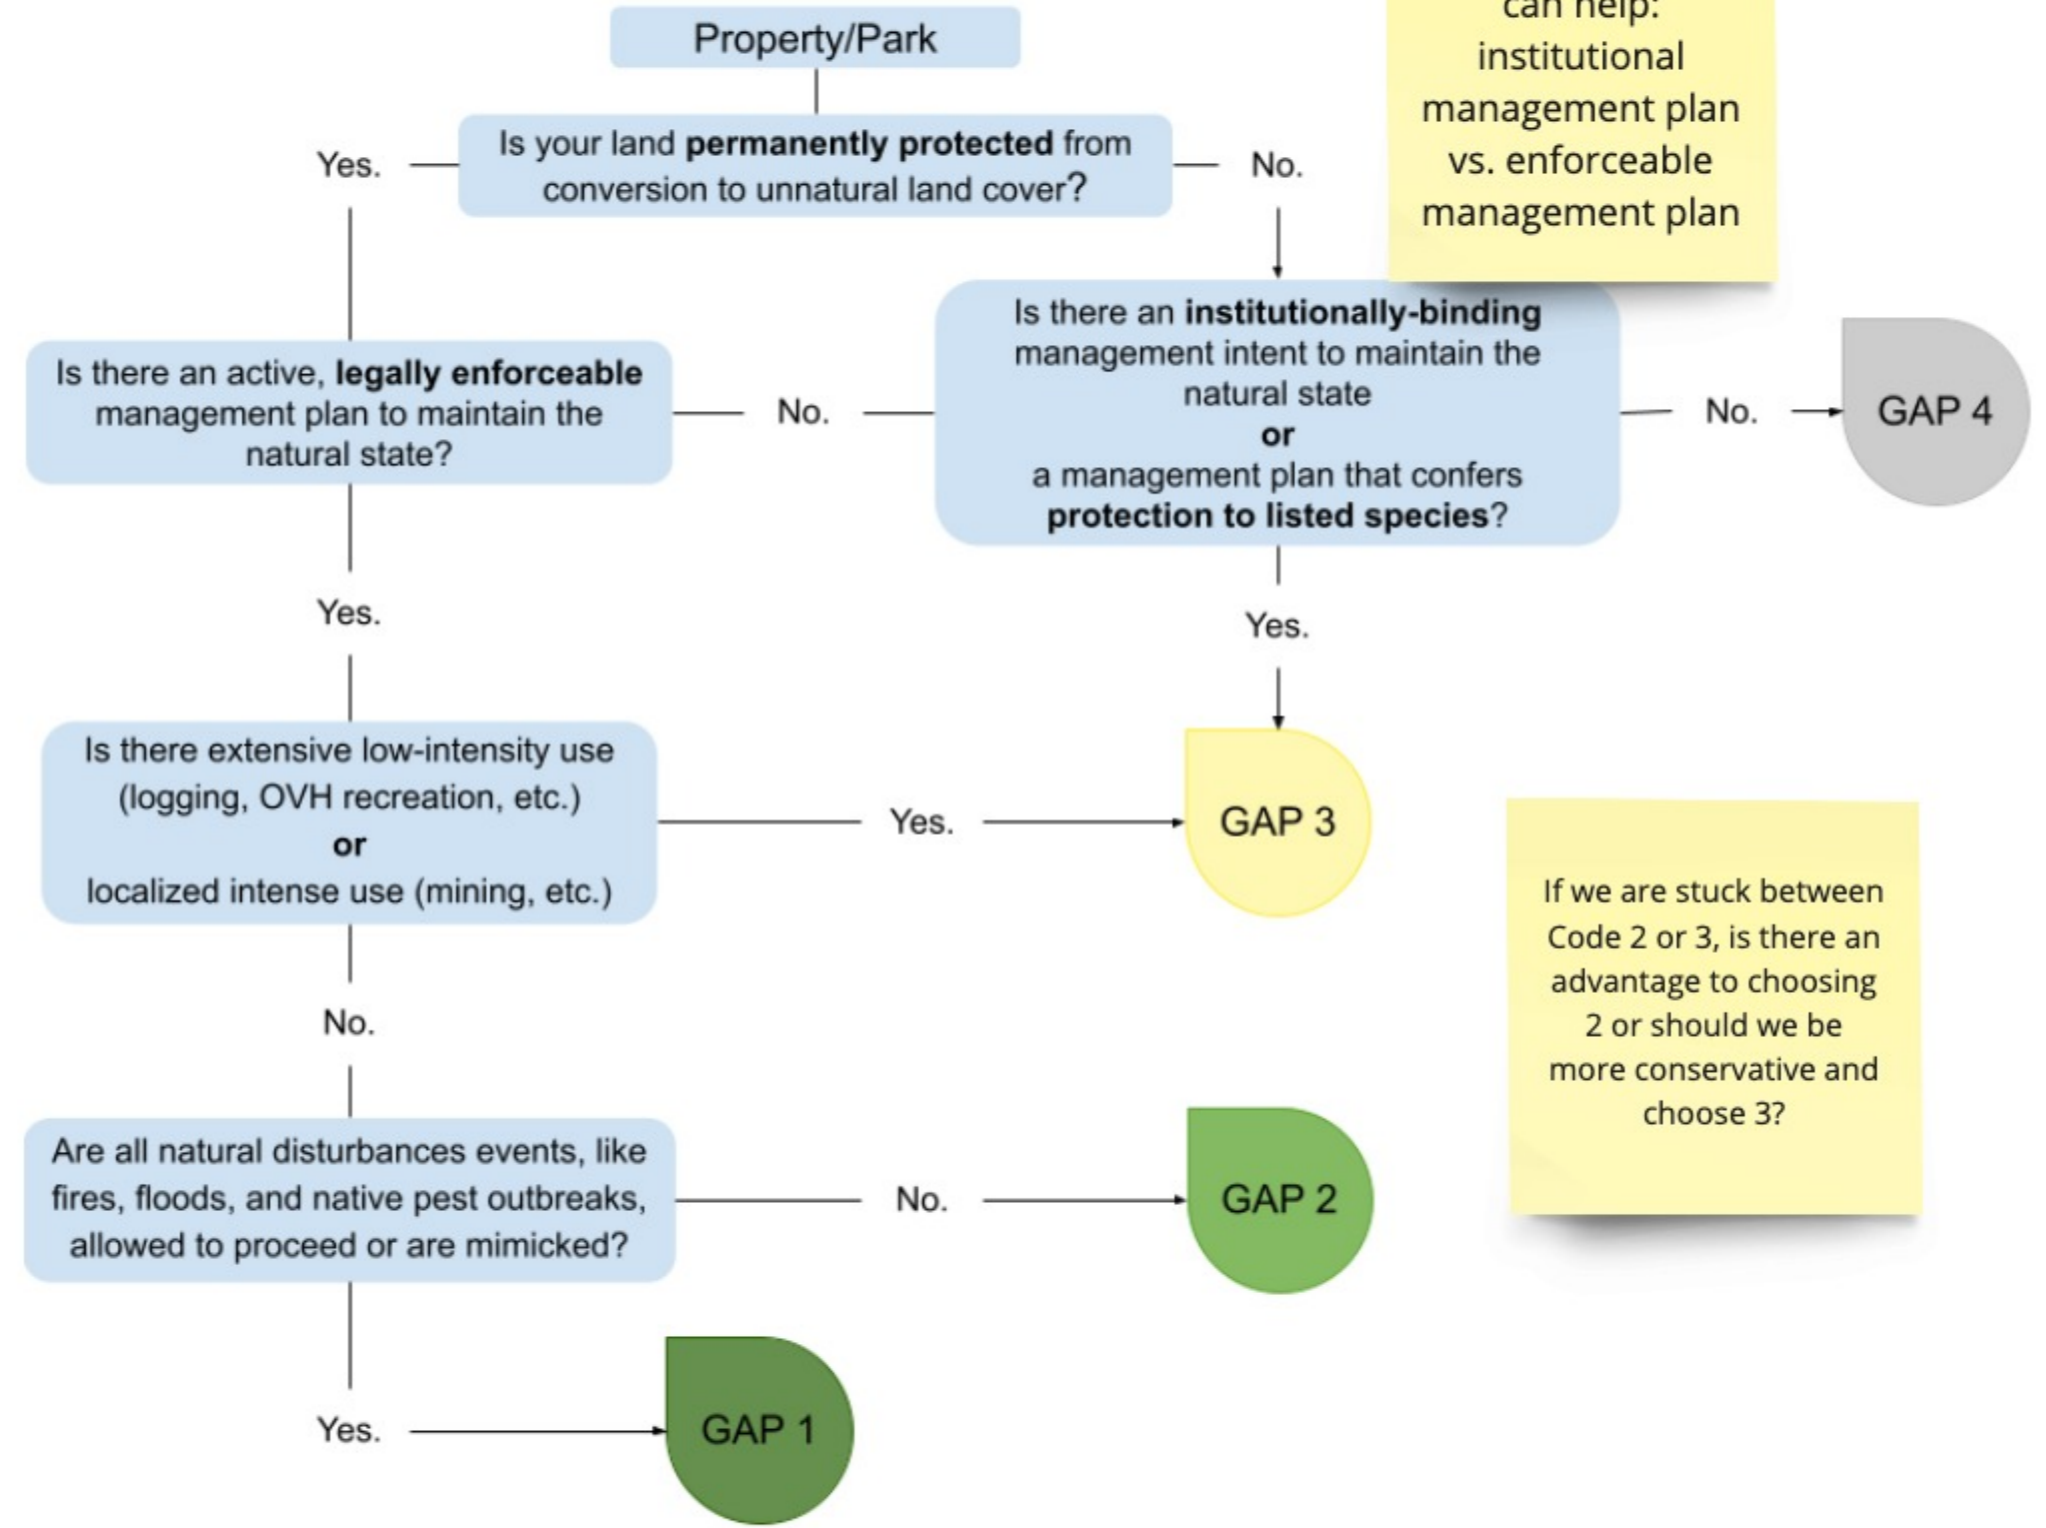 Property/Park
can help:
institutional
management plan
vs. enforceable
management plan
Is your land permanently protected from
conversion to unnatural land cover?
Yes.
No.
Is there an active, legally enforceable
management plan to maintain the
natural state?
No.
Is there an institutionally-binding
management intent to maintain the
natural state
or
a management plan that confers
protection to listed species?
No.
GAP 4
Yes.
Yes.
Is there extensive low-intensity use
(logging, OVH recreation, etc.)
or
localized intense use (mining, etc.)
Yes.
GAP 3
If we are stuck between
Code 2 or 3, is there an
advantage to choosing
2 or should we be
more conservative and
choose 3?
No.
Are all natural disturbances events, like
fires, floods, and native pest outbreaks,
allowed to proceed or are mimicked?
No.
GAP 2
Yes.
GAP 1